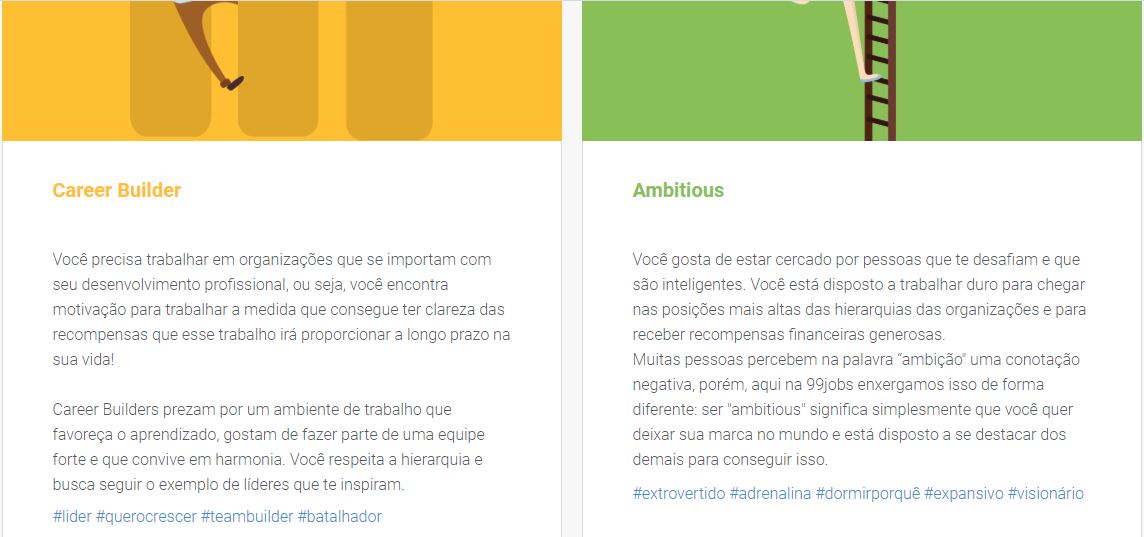 Career Builder
Você precisa trabalhar em organizações que se importam com
seu desenvolvimento profissional, ou seja, você encontra
motivação para trabalhar a medida que consegue ter clareza das
recompensas que esse trabalho irá proporcionar a longo prazo na
sua vida!
Career Builders prezam por um ambiente de trabalho que
favoreça o aprendizado, gostam de fazer parte de uma equipe
forte e que convive em harmonia. Você respeita a hierarquia e
busca seguir o exemplo de líderes que te inspiram.
#lider #querocrescer #teambuilder #batalhador
Ambitious
Você gosta de estar cercado por pessoas que te desafiam e que
são inteligentes. Você está disposto a trabalhar duro para chegar
nas posições mais altas das hierarquias das organizações e para
receber recompensas financeiras generosas.
Muitas pessoas percebem na palavra “ambição" uma conotação
negativa, porém, aqui na 99jobs enxergamos isso de forma
diferente: ser "ambitious" significa simplesmente que você quer
deixar sua marca no mundo e está disposto a se destacar dos
demais para conseguir isso.
#extrovertido #adrenalina #dormirporquê #expansivo #visionário